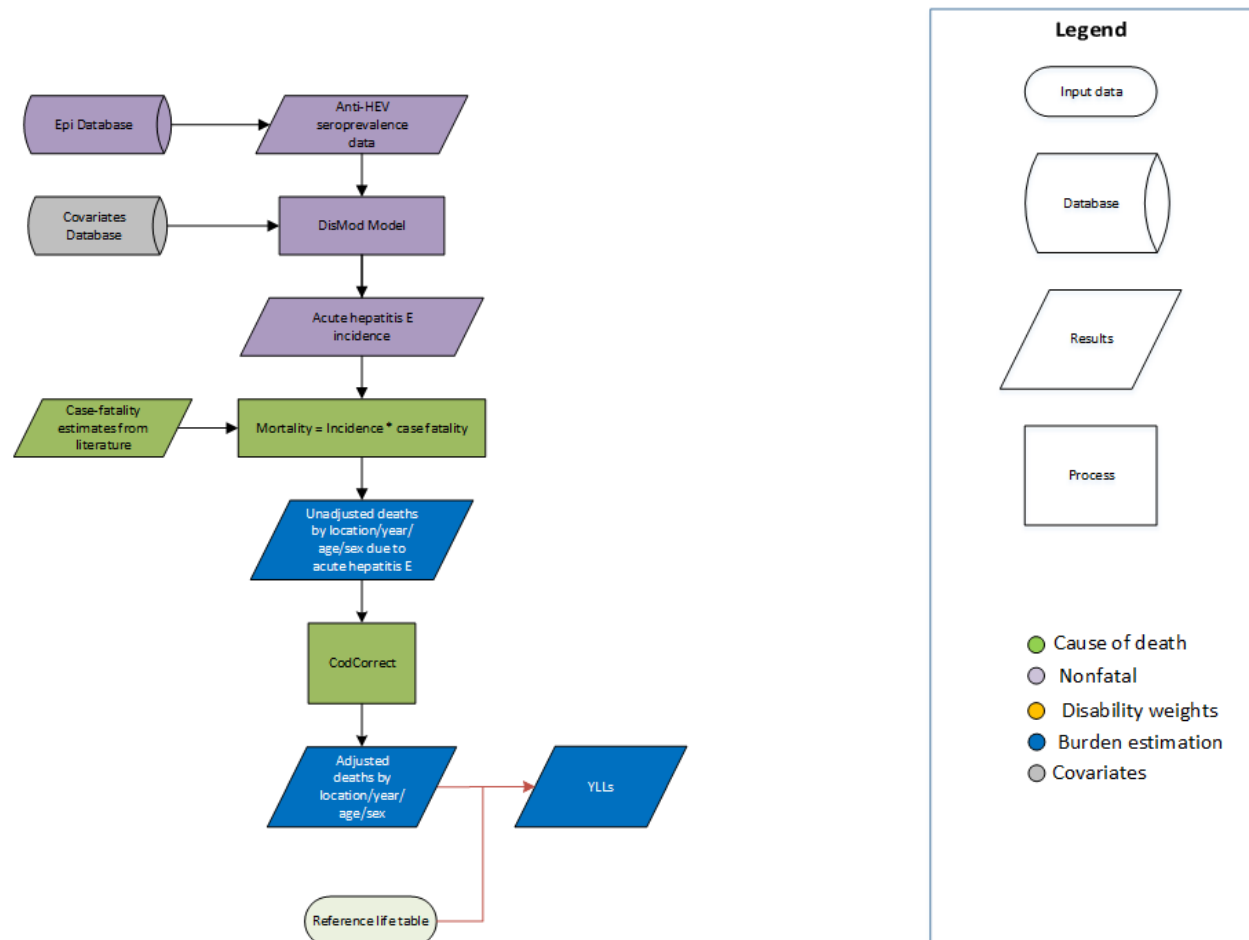 Epi Database
Anti-HEV
seroprevalence
data
Covariates
Database
DisMod Model
Acute hepatitis E
incidence
Case-fatality
estimates from
literature
Mortality = Incidence * case fatality
Unadjusted deaths
by location/year/
age/sex due to
acute hepatitis E
CodCorrect
Adjusted
deaths by
location/year/
age/sex
YLLs
Reference life table
Legend
Input data
Database
Results
Process
Cause of death
Nonfatal
Disability weights
Burden estimation
Covariates